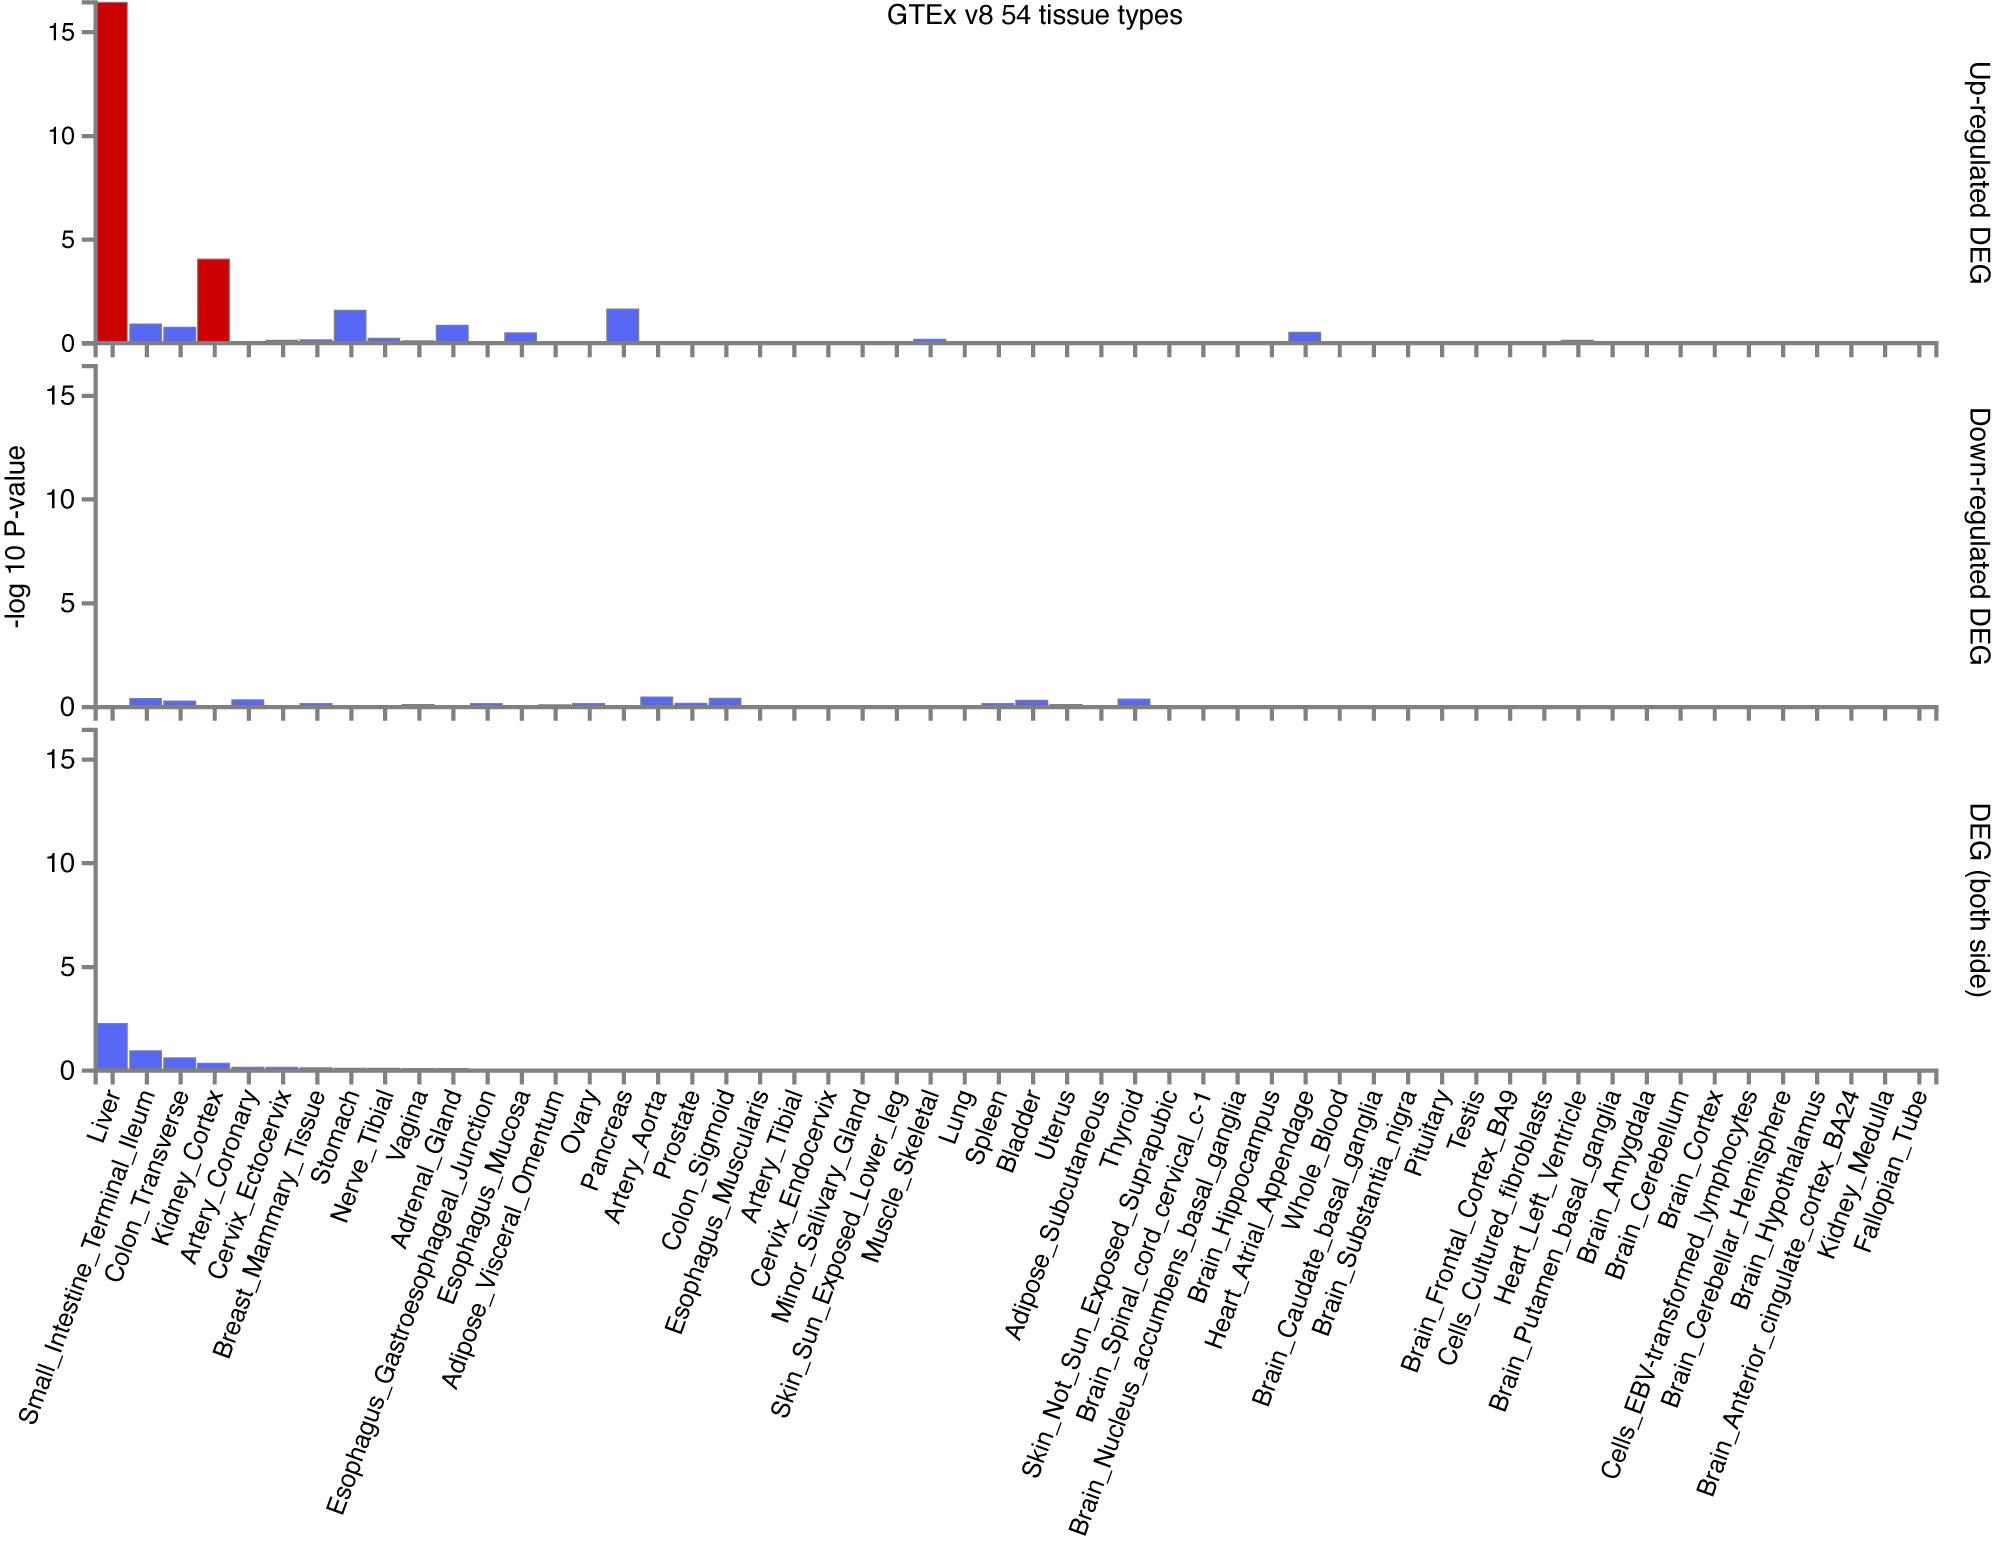 GTEx v8 54 tissue types
15
10
5
0
Up-regulated DEG
15
10
5
0
Down-regulated DEG
-log 10 P-value
15
10
5
0
DEG (both side)
Liver
Small_Intestine_Terminal_Ileum
Colon_Transverse
Kidney_Cortex
Artery_Coronary
Cervix_Ectocervix
Breast_Mammary_Tissue
Stomach
Nerve_Tibial
Vagina
Adrenal_Gland
Esophagus_Gastroesophageal_Junction
Esophagus_Mucosa
Adipose_Visceral_Omentum
Ovary
Pancreas
Artery_Aorta
Prostate
Colon_Sigmoid
Esophagus_Muscularis
Artery_Tibial
Cervix_Endocervix
Minor_Salivary_Gland
Skin_Sun_Exposed_Lower_leg
Muscle_Skeletal
Lung
Spleen
Bladder
Uterus
Adipose_Subcutaneous
Thyroid
Skin_Not_Sun_Exposed_Suprapubic
Brain_Spinal_cord_cervical_c-1
Brain_Nucleus_accumbens_basal_ganglia
Brain_Hippocampus
Heart_Atrial_Appendage
Whole_Blood
Brain_Caudate_basal_ganglia
Brain_Substantia_nigra
Pituitary
Testis
Brain_Frontal_Cortex_BA9
Cells_Cultured_fibroblasts
Heart_Left_Ventricle
Brain_Putamen_basal_ganglia
Brain_Amygdala
Brain_Cerebellum
Brain_Cortex
Cells_EBV-transformed_lymphocytes
Brain_Cerebellar_Hemisphere
Brain_Hypothalamus
Brain_Anterior_cingulate_cortex_BA24
Kidney_Medulla
Fallopian_Tube